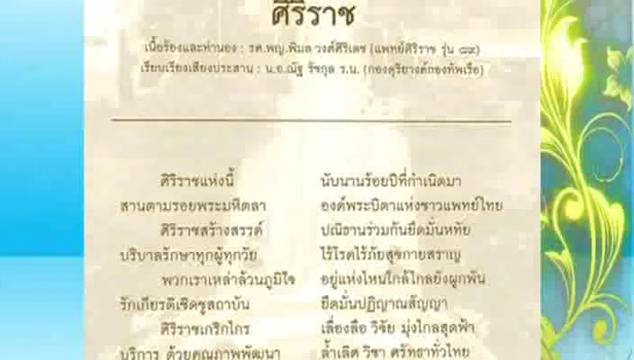 ศิริราช
เนื้อร้องและทำนอง : รศ.พญ.พิมล วงศ์ศิริเดช (แพทย์ศิริราช รุ่น ๘๙)
เรียบเรียงเสียงประสาน : น.อ.ณัฐ รัชกุล ร.น. (กองดุริยางค์กองทัพเรือ)
ศิริราชแห่งนี้ นับนานร้อยปีที่กำเนิดมา
สานตามรอยพระมหิตลา องค์พระบิดาแห่งชาวแพทย์ไทย
ศิริราชสร้างสรรค์ ปณิธานร่วมกันยึดมั่นหทัย
บริบาลรักษาทุกผู้ทุกวัย ไร้โรคไร้ภัยสุขกายสราญ
พวกเราเหล่าล้วนภูมิใจ อยู่แห่งไหนใกล้ไกลยังผูกพัน
รักเกียรติเชิดชูสถาบัน ยึดมั่นปฏิญาณสัญญา
ศิริราชเกริกไกร เลื่องลือ วิจัย มุ่งไกลสุดฟ้า
บริการ ด้วยคุณภาพพัฒนา ล้ำเลิศ วิชา ศรัทธาทั่วไทย